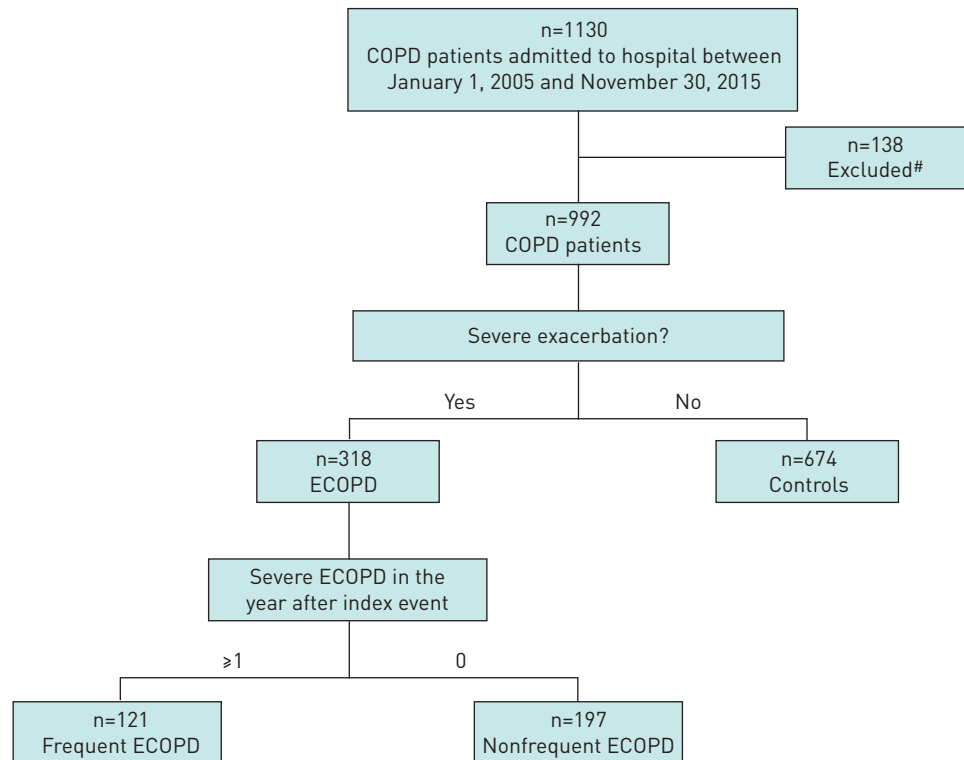 n=1130
COPD patients admitted to hospital between
January 1, 2005 and November 30, 2015
n=138
Excluded#
n=992
COPD patients
Severe exacerbation?
Yes
No
n=318
ECOPD
n=674
Controls
Severe ECOPD in the
year after index event
⩾1
0
n=121
Frequent ECOPD
n=197
Nonfrequent ECOPD